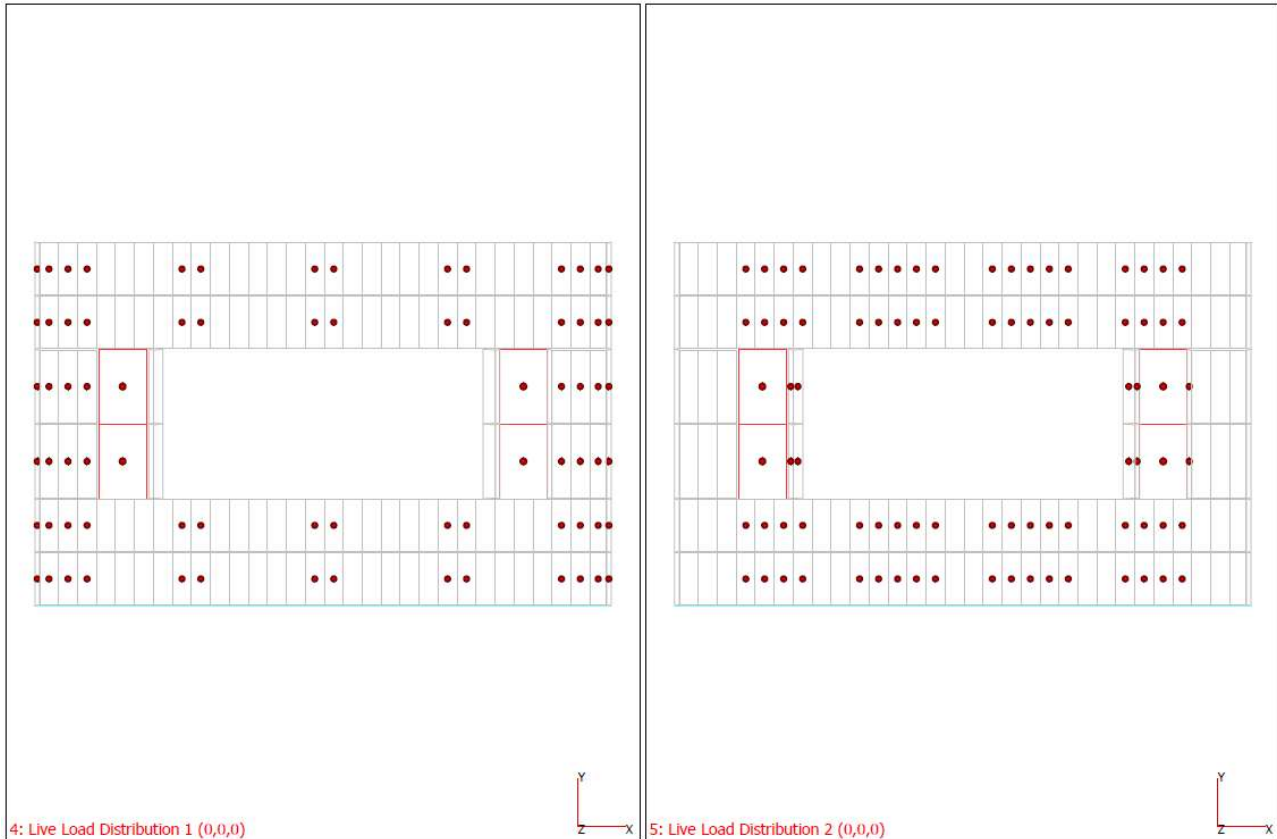 Y
Z X
4: Live Load Distribution 1 (0,0,0)
Y
Z X
5: Live Load Distribution 2 (0,0,0)